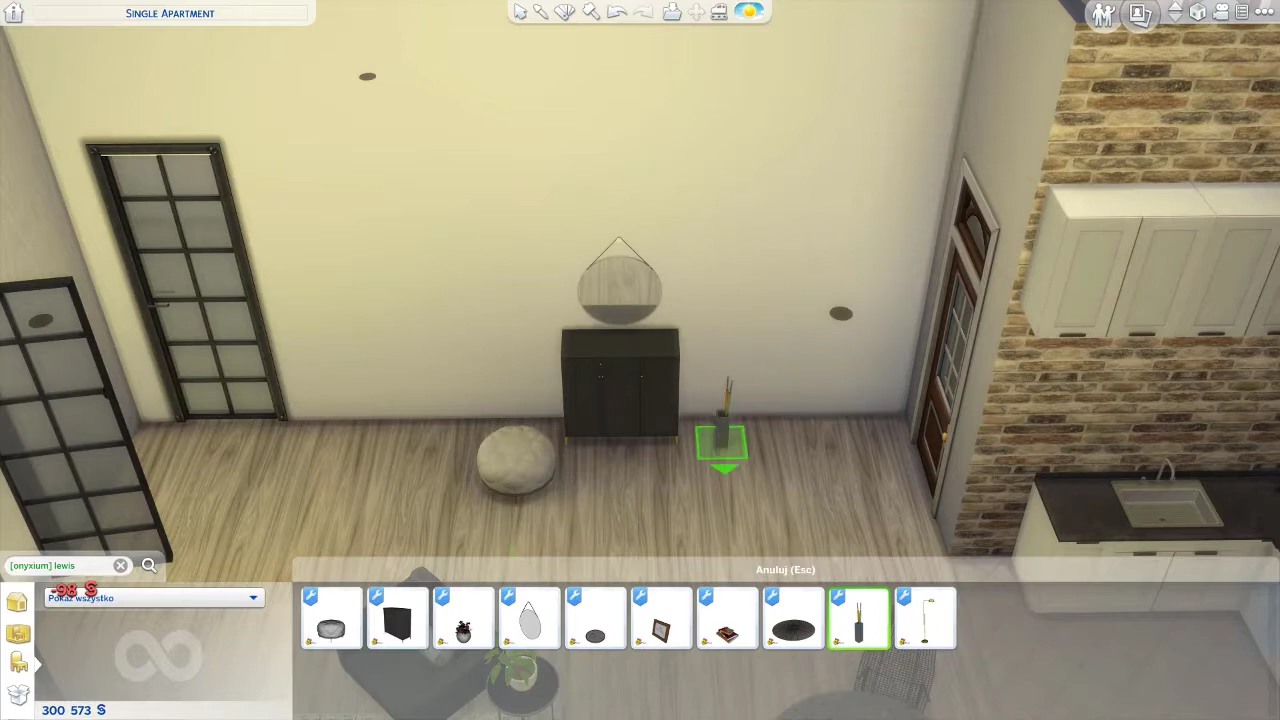 SINGLE APARTMENT
Anuluj (Esc)
[onyxium] lewis
-98 §
Pokaż wszystko
300 573 §